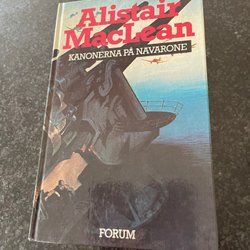 Alistair
MacLean
KANONERNA PÅ NAVARONE
FORUM